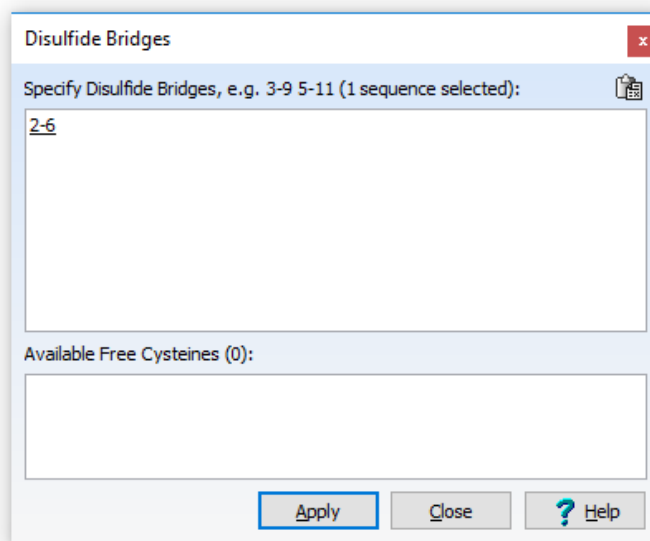 Disulfide Bridges
x
Specify Disulfide Bridges, e.g. 3-9 5-11 (1 sequence selected):
2-6
Available Free Cysteines (0):
Apply Close ? Help